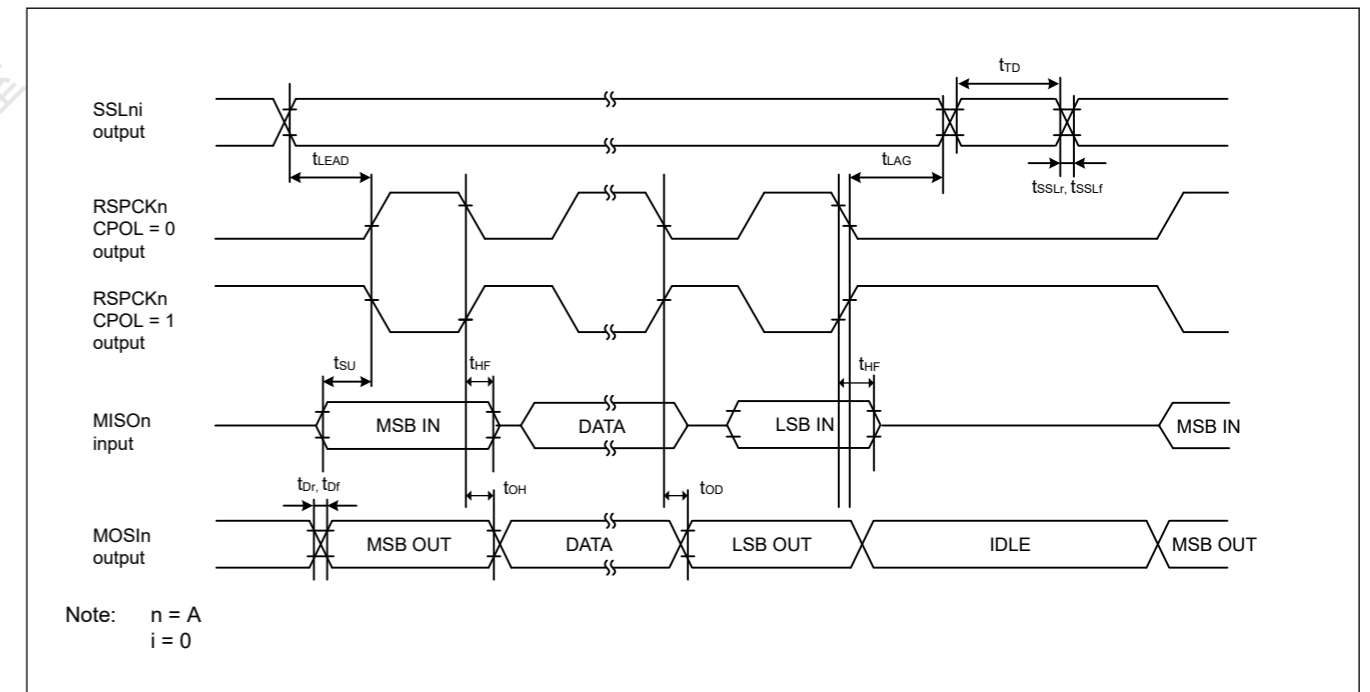 tTD
SSLni
output
tLEAD
tLAG
tSSLr, tSSLf
RSPCKn
CPOL = 0
output
RSPCKn
CPOL = 1
output
tSU
tHF
tHF
MISOn
input
MSB IN
DATA
LSB IN
MSB IN
tDr, tDf
tOH
tOD
MOSIn
output
MSB OUT
DATA
LSB OUT
IDLE
MSB OUT
Note: n = A
i = 0